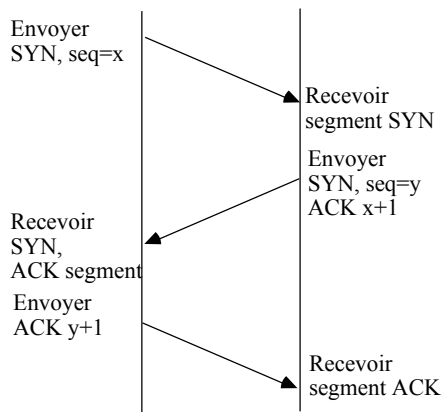 Envoyer
SYN, seq=x
Recevoir
segment SYN
Envoyer
SYN, seq=y
ACK x+1
Recevoir
SYN,
ACK segment
Envoyer
ACK y+1
Recevoir
segment ACK